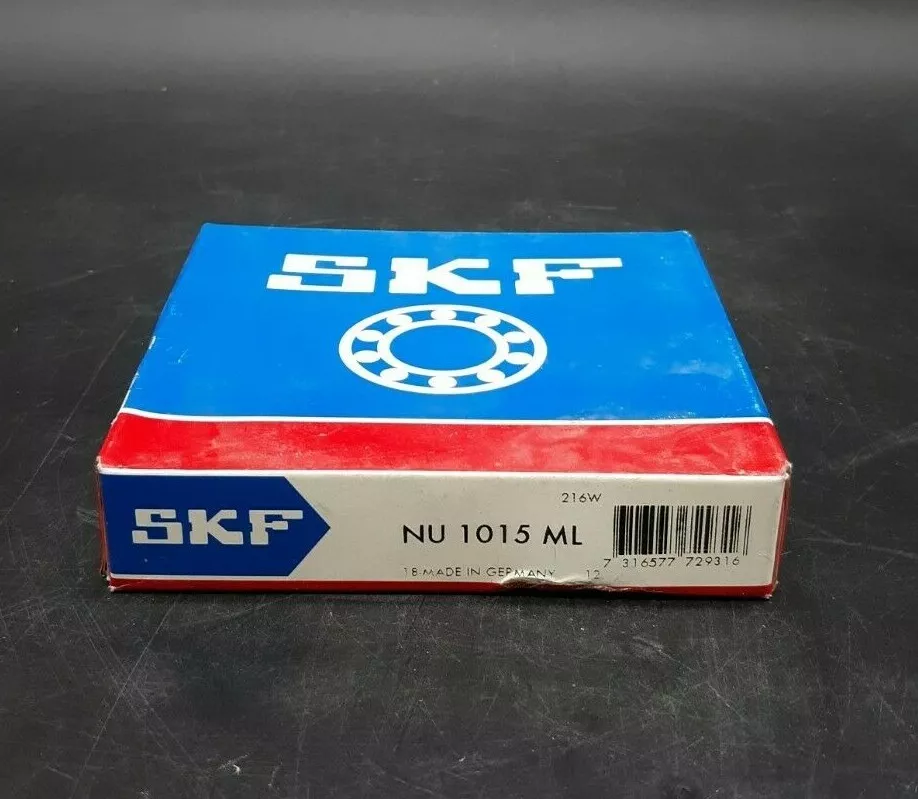 SKF
SKF
216W
NU 1015 ML
18-MADE IN GERMANY 12
7 316577 729316